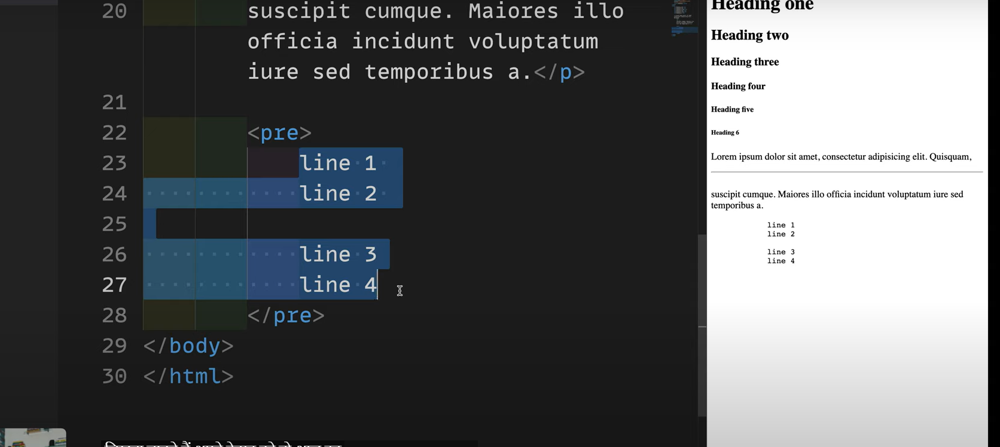 20 suscipit cumque. Maiores illo
officia incidunt voluptatum
iure sed temporibus a.</p>
21
22 <pre>
23 line 1
24 line 2
25
26 line 3
27 line 4
28 </pre>
29 </body>
30 </html>
Heading one
Heading two
Heading three
Heading four
Heading five
Heading 6
Lorem ipsum dolor sit amet, consectetur adipisicing elit. Quisquam,
suscipit cumque. Maiores illo officia incidunt voluptatum iure sed
temporibus a.
line 1
line 2
line 3
line 4